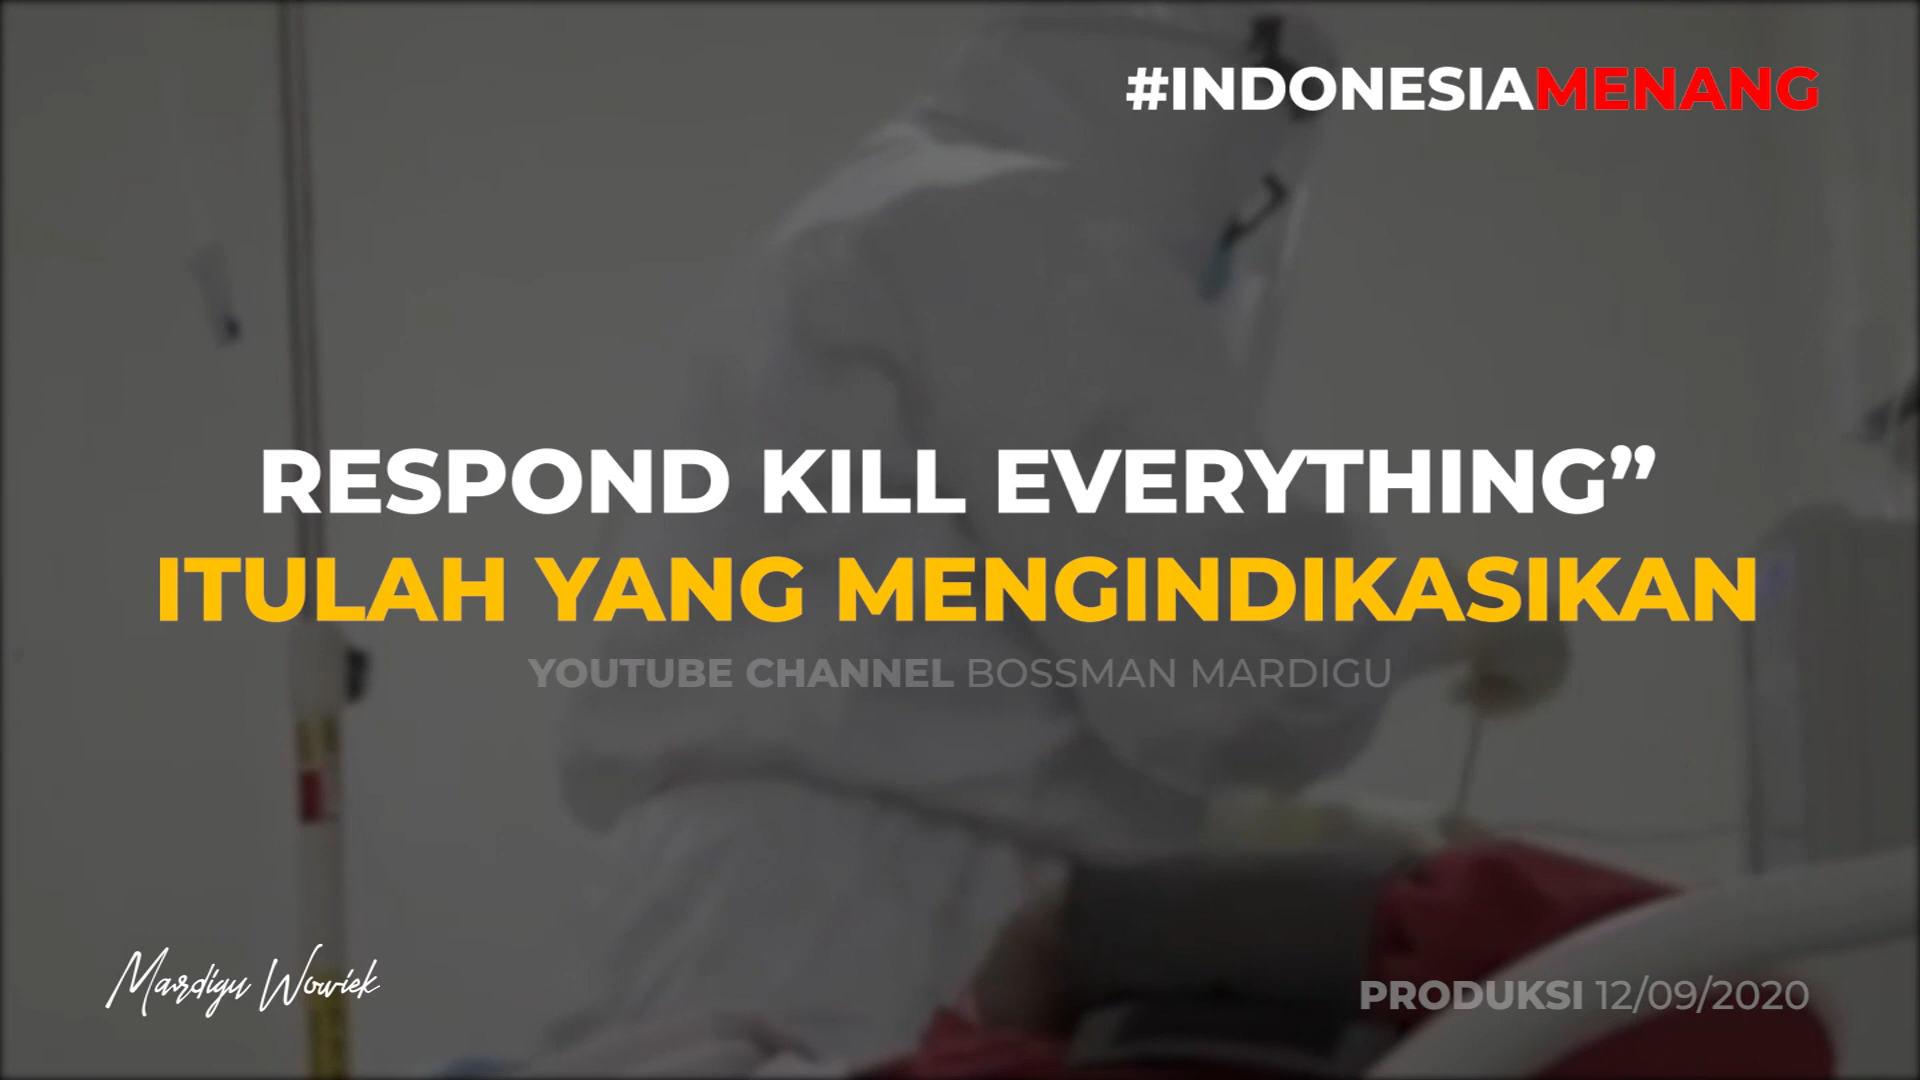 #INDONESIAMENANG
RESPOND KILL EVERYTHING”
ITULAH YANG MENGINDIKASIKAN
YOUTUBE CHANNEL BOSSMAN MARDIGU
Mardigu Wowiek
PRODUKSI 12/09/2020